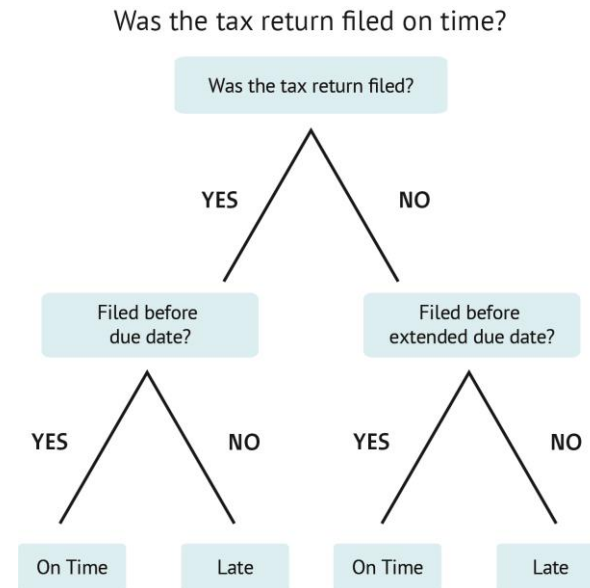 Was the tax return filed on time?
Was the tax return filed?
YES
NO
Filed before
due date?
Filed before
extended due date?
YES
NO
YES
NO
On Time
Late
On Time
Late